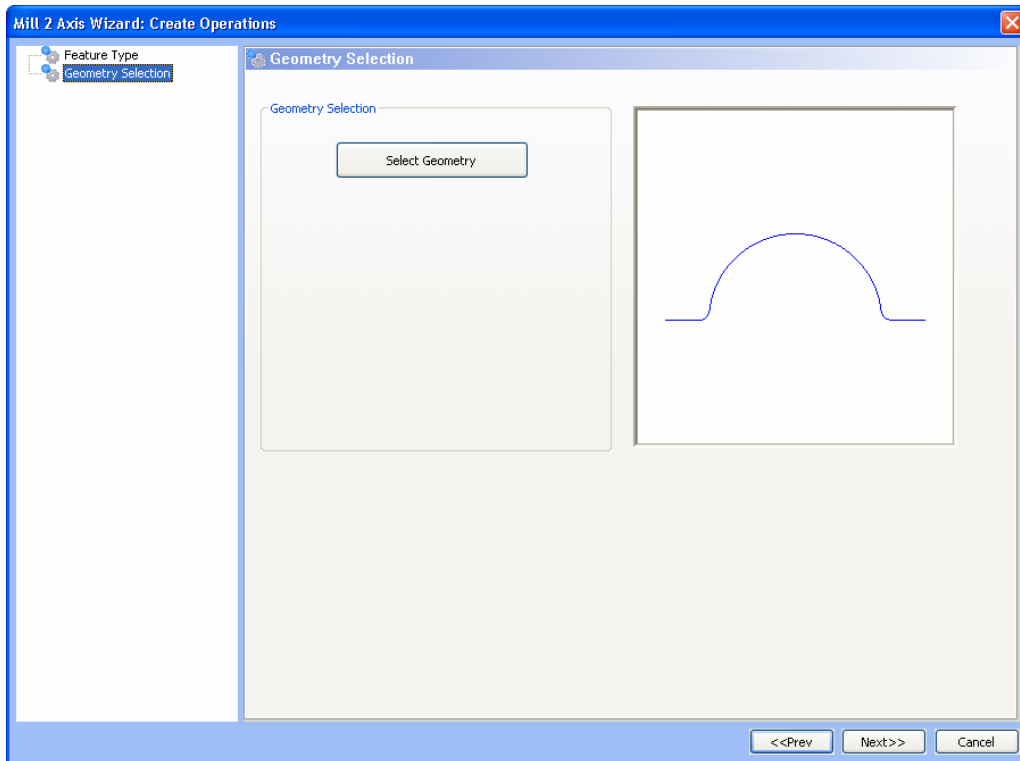 Mill 2 Axis Wizard: Create Operations
Feature Type
Geometry Selection
Geometry Selection
Geometry Selection
Select Geometry
<<Prev
Next>>
Cancel